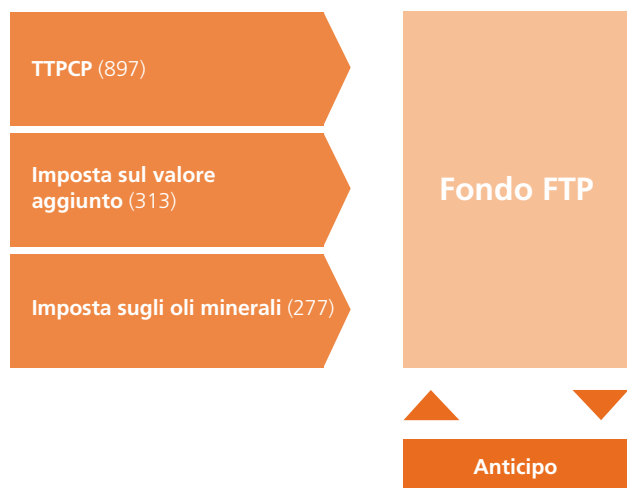 TTPCP (897)
Imposta sul valore
aggiunto (313)
Imposta sugli oli minerali (277)
Fondo FTP
Anticipo